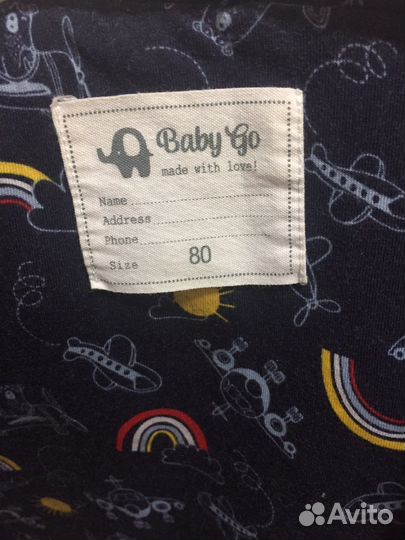 Baby Go
made with love!
Name
Address
Phone
Size 80
Avito